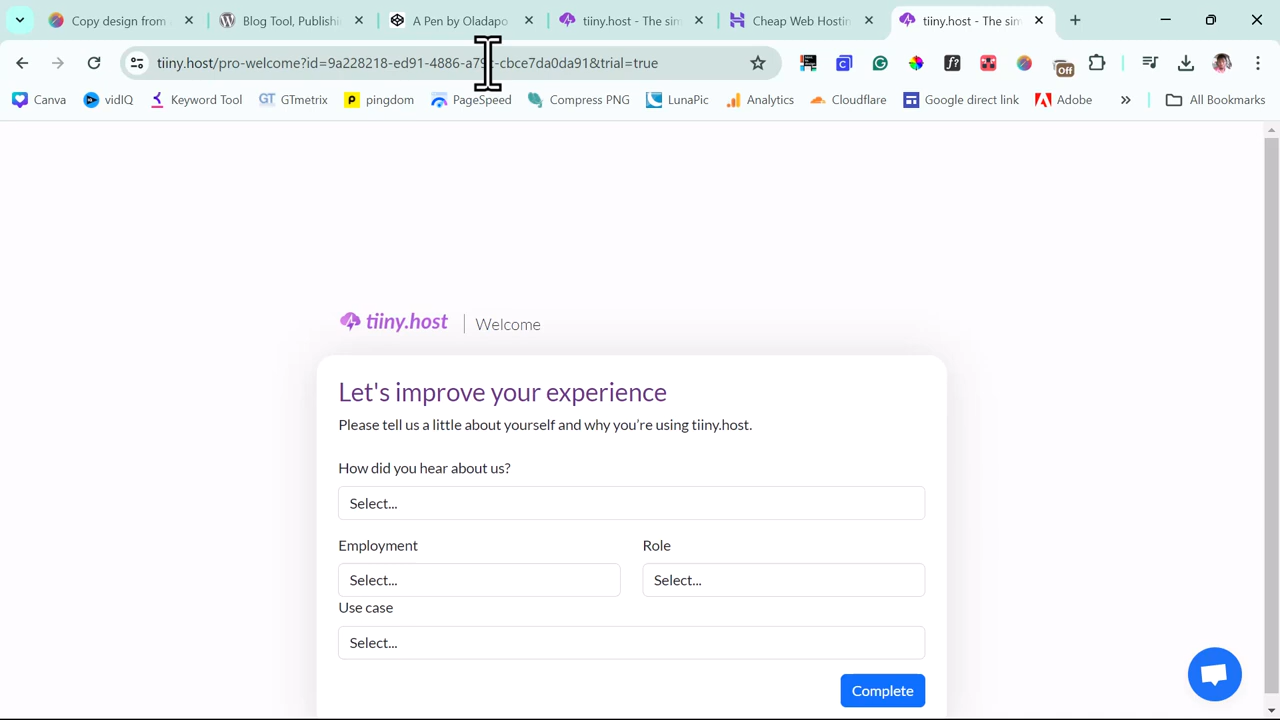 Copy design from
Blog Tool, Publishi
A Pen by Oladapo
tiiny.host - The sim
Cheap Web Hostin
tiiny.host - The sim
tiiny.host/pro-welcome?id=9a228218-ed91-4886-a79 -cbce7da0da91&trial=true
Off
Canva
vidIQ
Keyword Tool
GTmetrix
pingdom
PageSpeed
Compress PNG
LunaPic
Analytics
Cloudflare
Google direct link
Adobe
All Bookmarks
tiiny.host | Welcome
Let's improve your experience
Please tell us a little about yourself and why you're using tiiny.host.
How did you hear about us?
Select...
Employment Role
Select... Select...
Use case
Select...
Complete